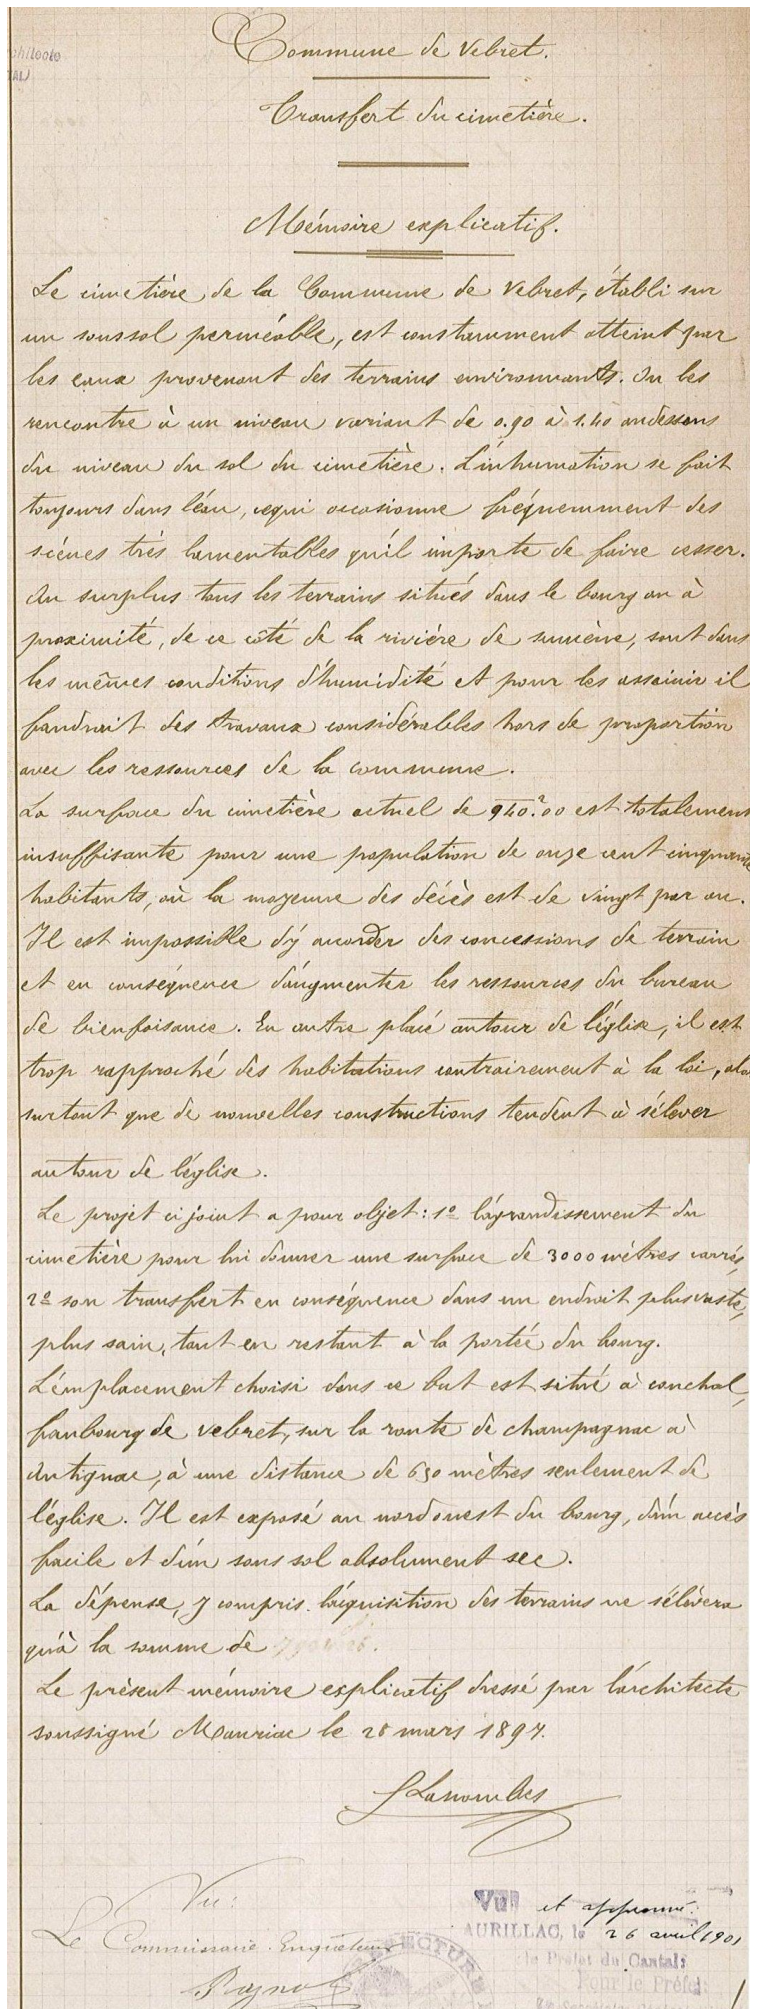 Commune de Vebret.
Transfert du cimetière.
Mémoire explicatif.
Le cimetière de la Commune de Vebret, établi sur
un soussol perméable, est constamment atteint par
les eaux provenant des terrains environnants. On les
rencontre à un niveau variant de 0.90 à 1.40 audessous
du niveau du sol du cimetière. L'inhumation se fait
toujours dans l'éau, cequi occasionne fréquemment des
scènes très lamentables qu'il importe de faire cesser.
Au surplus tous les terrains situés dans le bourg ou à
proximité, de ce côté de la rivière de sumène, sont dans
les mêmes conditions d'humidité et pour les assainir il
faudrait des travaux considérables hors de proportion
avec les ressources de la commune.
La surface du cimetière actuel de 940.²00 est totalement
insuffisante pour une population de onze cent cinquante
habitants, où la moyenne des décès est de vingt par an.
Il est impossible d'y accorder des concessions de terrain
et en conséquence d'augmenter les ressources du bureau
de bienfaisance. En outre placé autour de l'église, il est
trop rapproché des habitations contrairement à la loi, alo
surtout que de nouvelles constructions tendent à s'élever
autour de l'église.
Le projet ci joint a pour objet: 1º l'agrandissement du
cimetière pour lui donner une surface de 3000 mètres carrés,
2º son transfert en conséquence dans un endroit plus vaste,
plus sain, tout en restant à la portée du bourg.
L'emplacement choisi dans ce but est situé à couchal,
faubourg de vebret, sur la route de champagnac à
Antignac, à une distance de 650 mètres seulement de
l'église. Il est exposé au nord ouest du bourg, d'un accès
facile et d'un sous sol absolument sec.
La dépense, y compris l'acquisition des terrains ne s'élèvera
qu'à la somme de
Le présent mémoire explicatif dressé par l'architecte
soussigné Mauriac le 28 mars 1897.
Vu:
Vu et approuvé:
Le Commissaire Enquêteur
AURILLAC, le 26 avril 1901
le Préfet du Cantal:
Pour le Préfet: